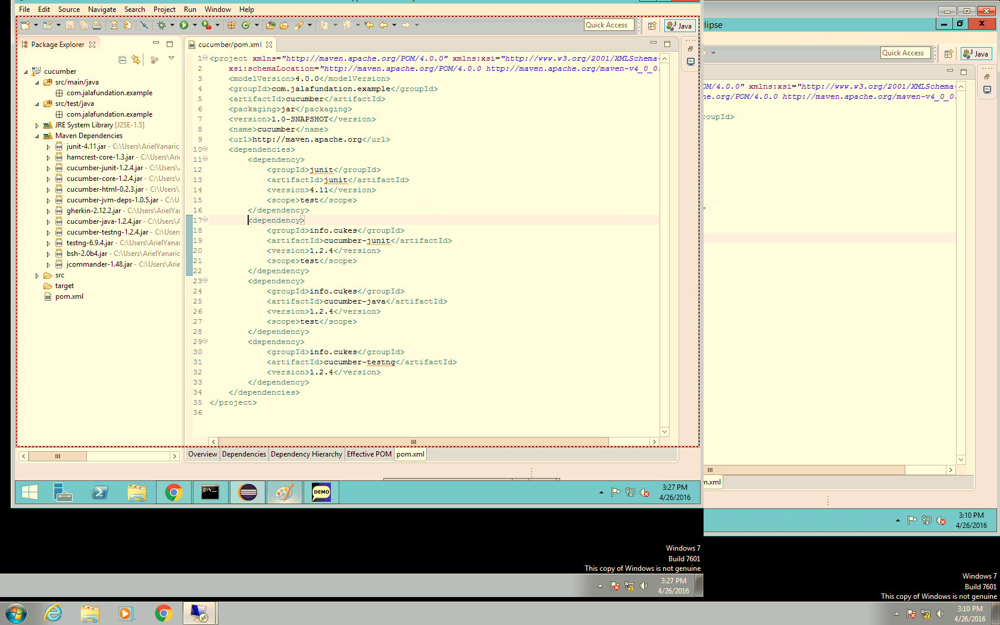 File Edit Source Navigate Search Project Run Window Help
Quick Access
Java
Package Explorer
cucumber
src/main/java
com.jalafundation.example
src/test/java
com.jalafundation.example
JRE System Library [J2SE-1.5]
Maven Dependencies
junit-4.11.jar - C:\Users\ArielYanaric
hamcrest-core-1.3.jar - C:\Users\Arie
cucumber-junit-1.2.4.jar - C:\Users\A
cucumber-core-1.2.4.jar - C:\Users\A
cucumber-html-0.2.3.jar - C:\Users\A
cucumber-jvm-deps-1.0.5.jar - C:\Us
gherkin-2.12.2.jar - C:\Users\ArielYar
cucumber-java-1.2.4.jar - C:\Users\A
cucumber-testng-1.2.4.jar - C:\Users
testng-6.9.4.jar - C:\Users\ArielYanar
bsh-2.0b4.jar - C:\Users\ArielYanaric
jcommander-1.48.jar - C:\Users\Arie
src
target
pom.xml
cucumber/pom.xml
1 <project xmlns="http://maven.apache.org/POM/4.0.0" xmlns:xsi="http://www.w3.org/2001/XMLSchema-
2     xsi:schemaLocation="http://maven.apache.org/POM/4.0.0 http://maven.apache.org/maven-v4_0_0.
3     <modelVersion>4.0.0</modelVersion>
4     <groupId>com.jalafundation.example</groupId>
5     <artifactId>cucumber</artifactId>
6     <packaging>jar</packaging>
7     <version>1.0-SNAPSHOT</version>
8     <name>cucumber</name>
9     <url>http://maven.apache.org</url>
10     <dependencies>
11         <dependency>
12             <groupId>junit</groupId>
13             <artifactId>junit</artifactId>
14             <version>4.11</version>
15             <scope>test</scope>
16         </dependency>
17         <dependency>
18             <groupId>info.cukes</groupId>
19             <artifactId>cucumber-junit</artifactId>
20             <version>1.2.4</version>
21             <scope>test</scope>
22         </dependency>
23         <dependency>
24             <groupId>info.cukes</groupId>
25             <artifactId>cucumber-java</artifactId>
26             <version>1.2.4</version>
27             <scope>test</scope>
28         </dependency>
29         <dependency>
30             <groupId>info.cukes</groupId>
31             <artifactId>cucumber-testng</artifactId>
32             <version>1.2.4</version>
33         </dependency>
34     </dependencies>
35 </project>
36
Overview Dependencies Dependency Hierarchy Effective POM pom.xml
DEMO
3:27 PM
4/26/2016
Windows 7
Build 7601
This copy of Windows is not genuine
3:27 PM
4/26/2016
clipse
Quick Access
Java
OM/4.0.0" xmlns:xsi="http://www.w3.org/2001/XMLSchema-
he.org/POM/4.0.0 http://maven.apache.org/maven-v4_0_0.
roupId>
m.xml
3:10 PM
4/26/2016
Windows 7
Build 7601
This copy of Windows is not genuine
3:10 PM
4/26/2016